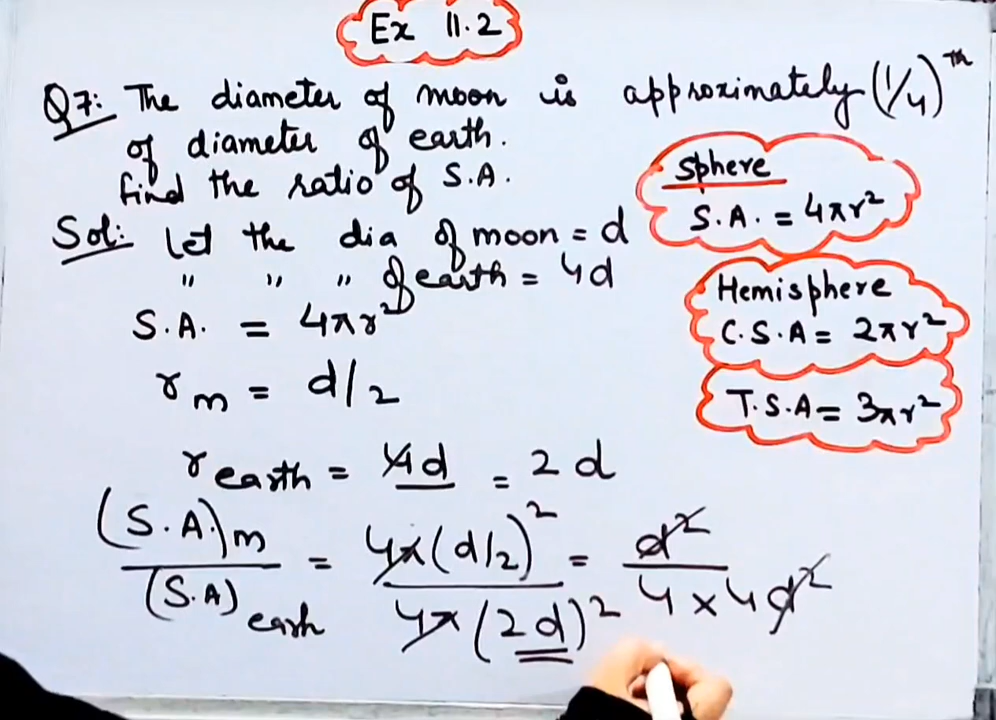 Ex 11.2
Q7: The diameter of moon is approximately (1/4)th
of diameter of earth.
find the ratio of S.A.
Sphere
S.A. = 4πr²
Sol: Let the dia of moon = d
" " " of earth = 4d
Hemisphere
C.S.A = 2πr²
T.S.A = 3πr²
S.A. = 4πr²
r m = d/2
r earth = 4d = 2d
(S.A.)m / (S.A) earh = 4π(d/2)² / 4π(2d)² = d² / 4 × 4d²